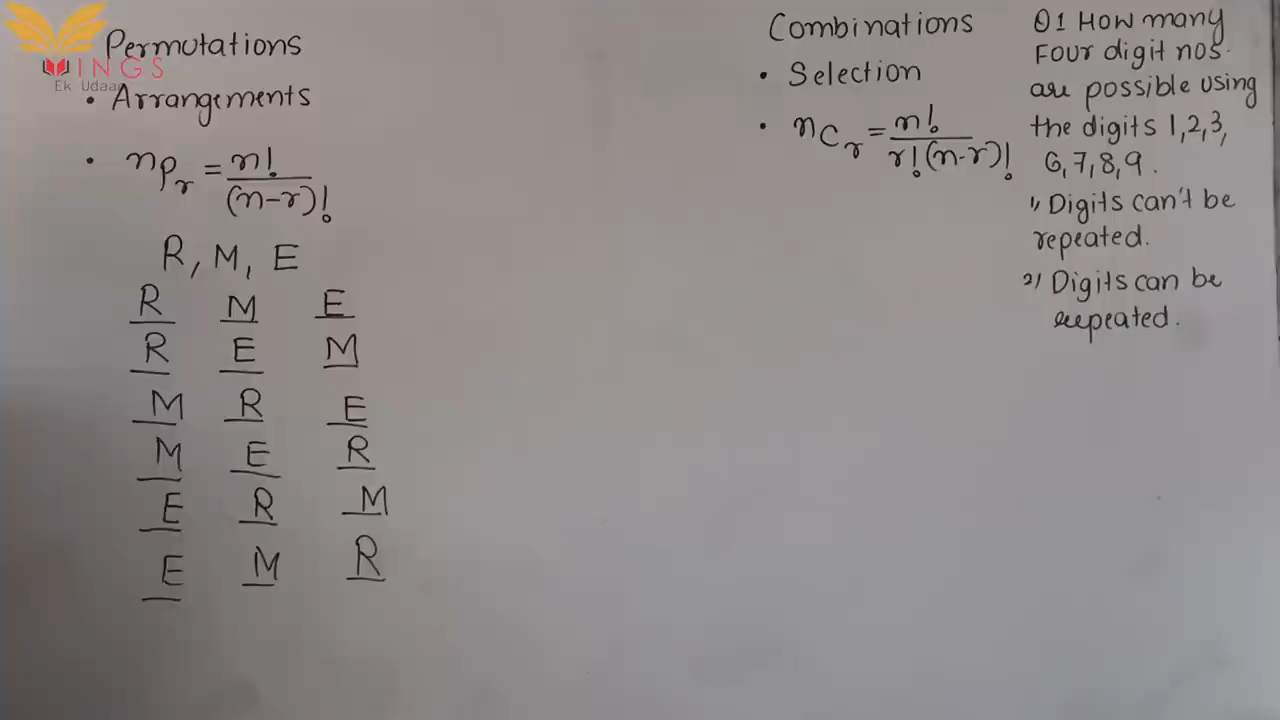 WINGS
Ek Udaan
Permutations
• Arrangements
• nPr = n! / (n-r)!
R, M, E
R M E
R E M
M R E
M E R
E R M
E M R
Combinations
• Selection
• nCr = n! / r!(n-r)!
Q1 How many
Four digit nos.
are possible using
the digits 1,2,3,
6,7,8,9.
1) Digits can't be
repeated.
2) Digits can be
repeated.